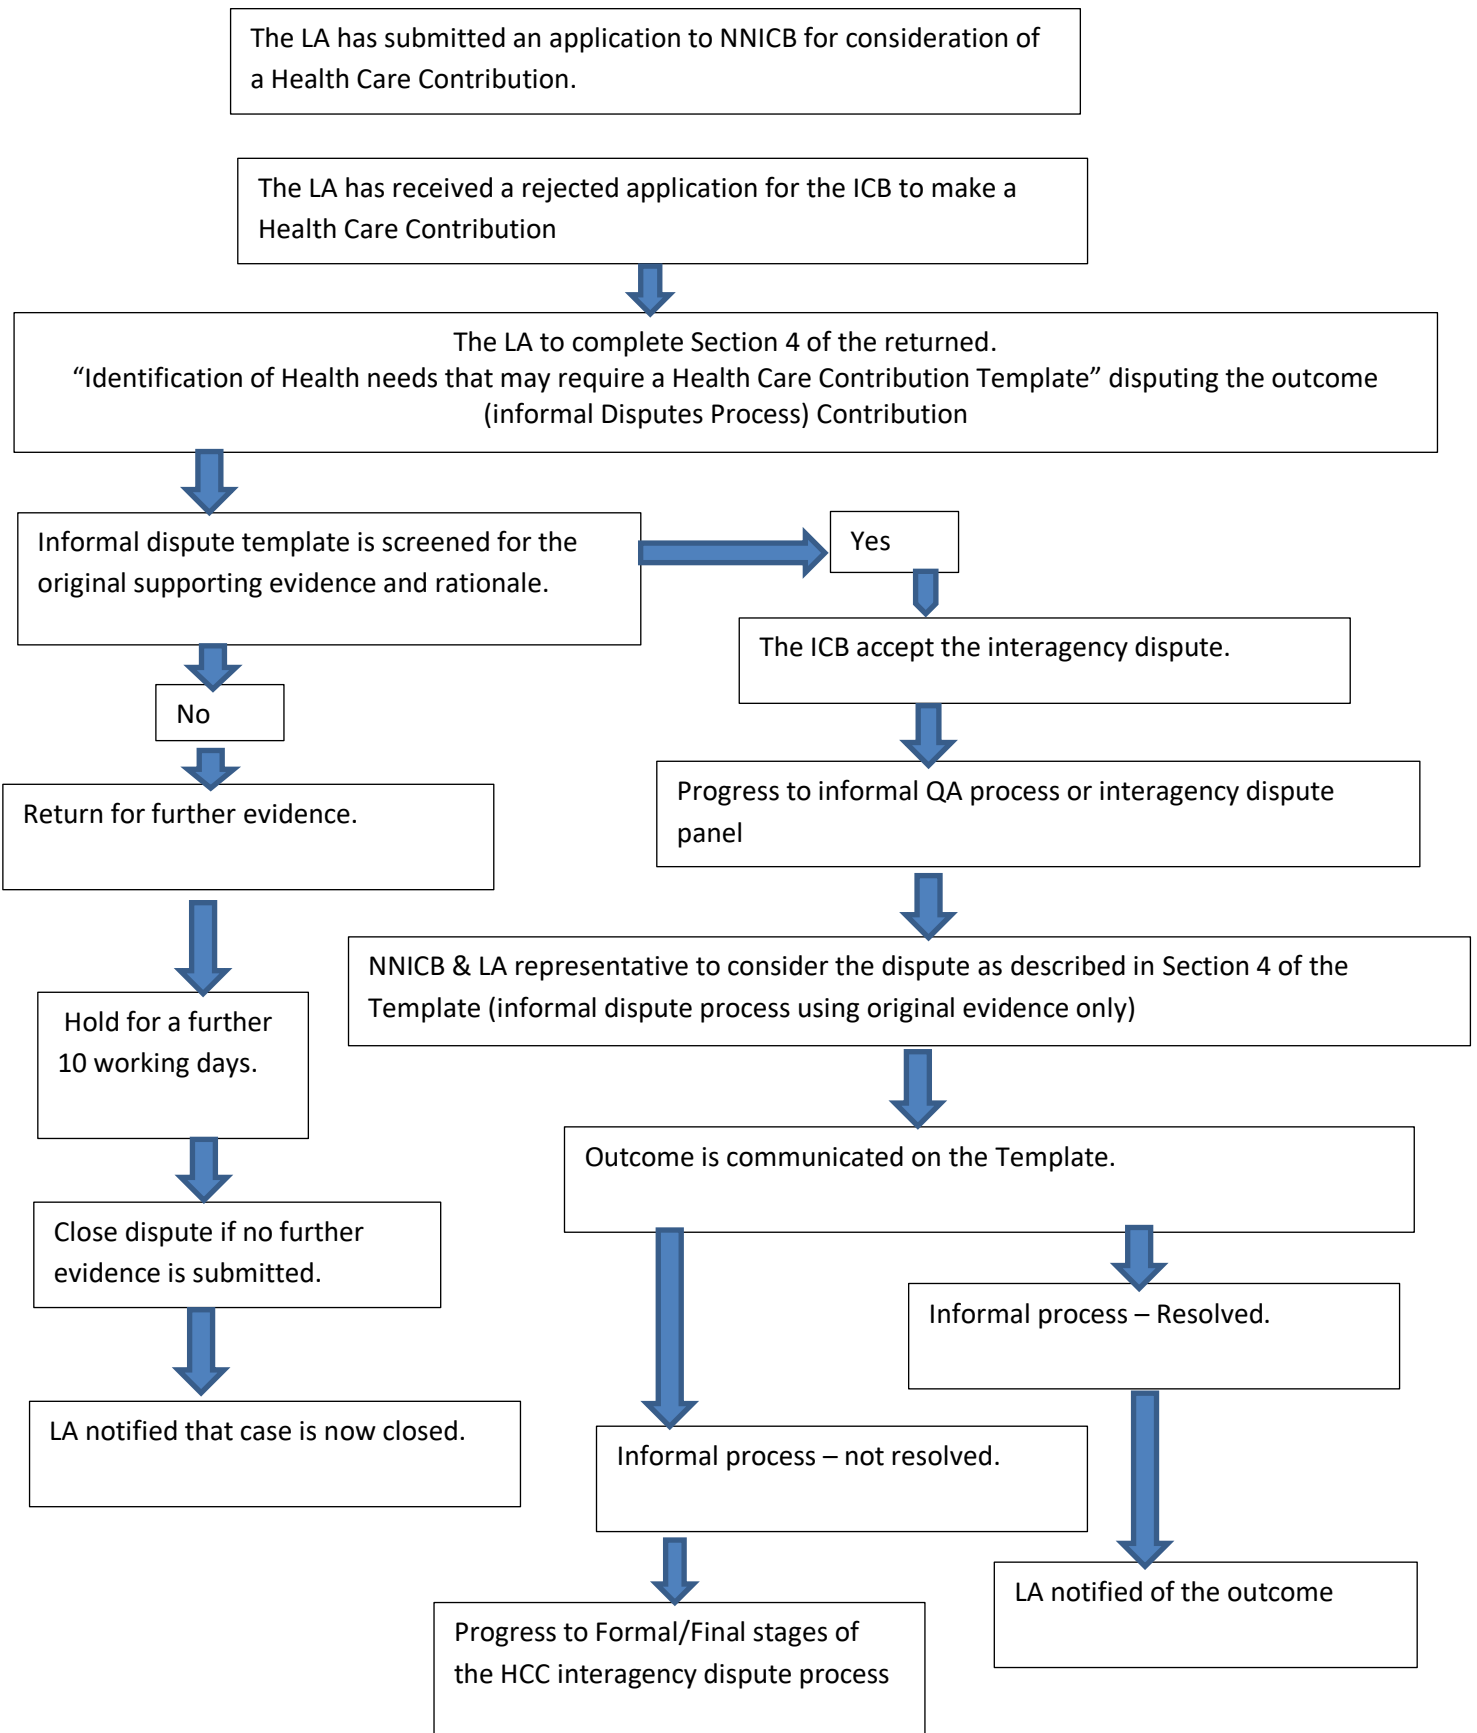 The LA has submitted an application to NNICB for consideration of
a Health Care Contribution.
The LA has received a rejected application for the ICB to make a
Health Care Contribution
The LA to complete Section 4 of the returned.
“Identification of Health needs that may require a Health Care Contribution Template” disputing the outcome
(informal Disputes Process) Contribution
Informal dispute template is screened for the
original supporting evidence and rationale.
Yes
The ICB accept the interagency dispute.
No
Return for further evidence.
Progress to informal QA process or interagency dispute
panel
NNICB & LA representative to consider the dispute as described in Section 4 of the
Template (informal dispute process using original evidence only)
Hold for a further
10 working days.
Outcome is communicated on the Template.
Close dispute if no further
evidence is submitted.
Informal process – Resolved.
LA notified that case is now closed.
Informal process – not resolved.
LA notified of the outcome
Progress to Formal/Final stages of
the HCC interagency dispute process